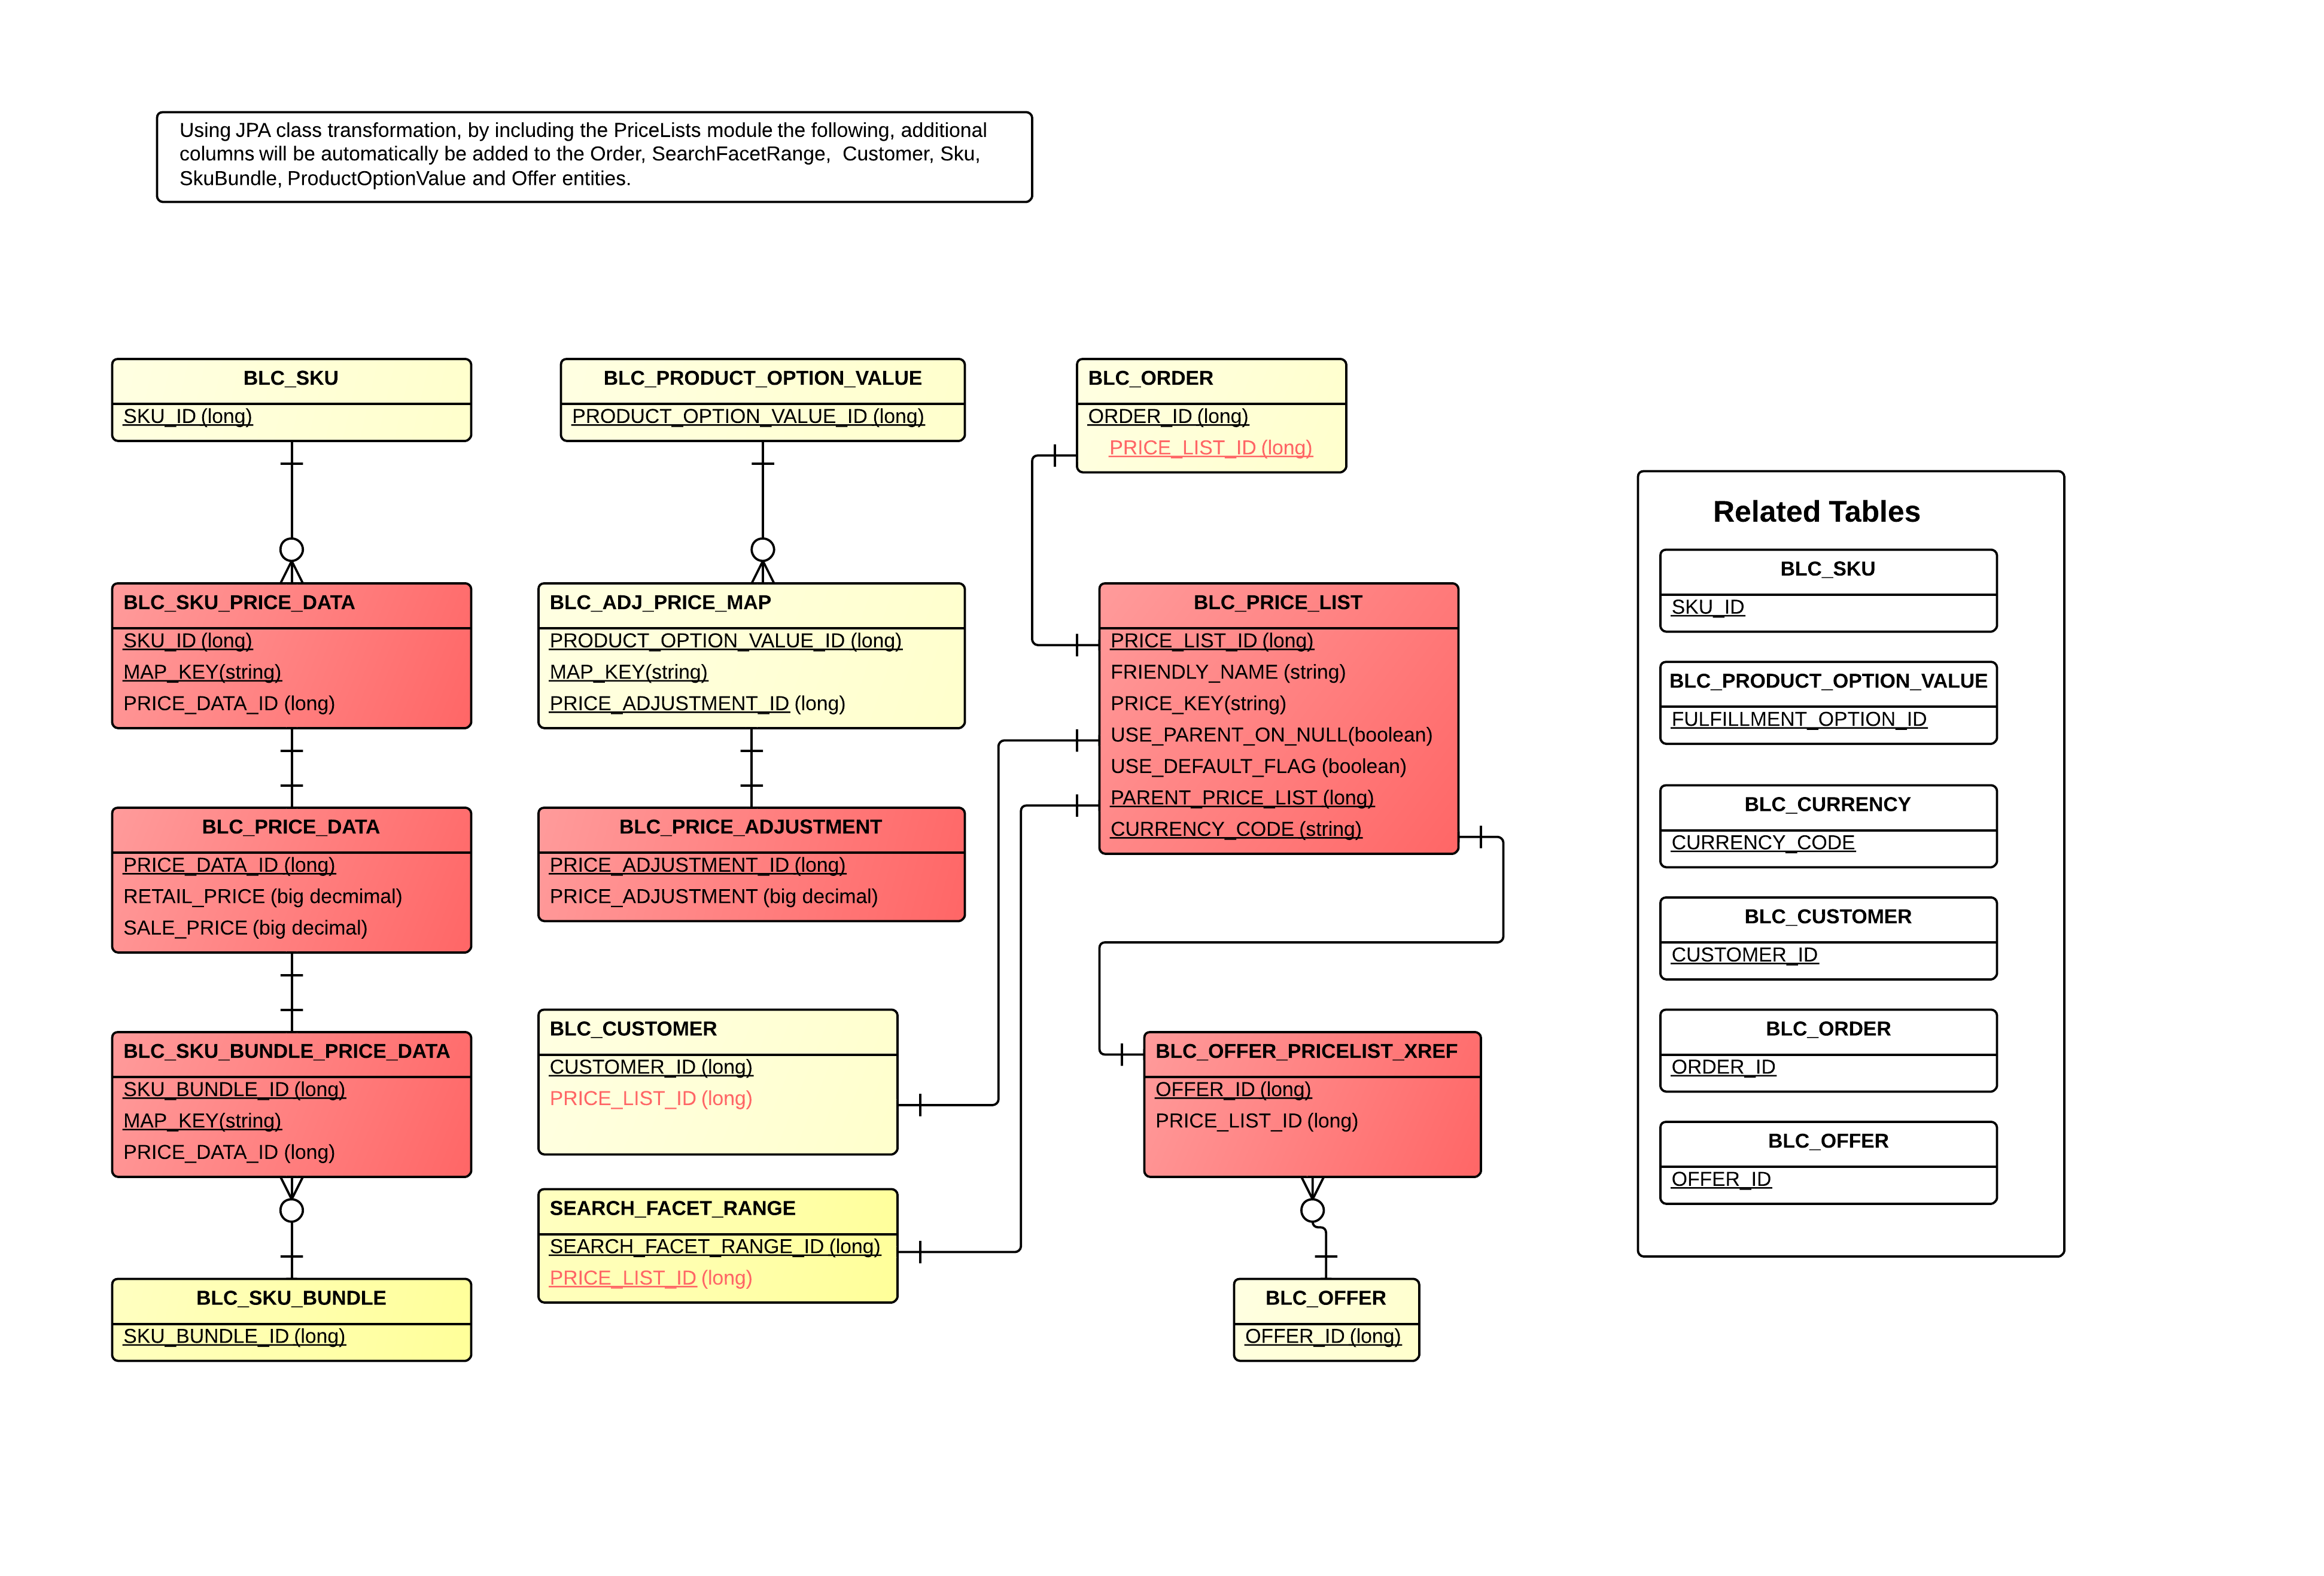 Using JPA class transformation, by including the PriceLists module the following, additional
columns will be automatically be added to the Order, SearchFacetRange,  Customer, Sku,
SkuBundle, ProductOptionValue and Offer entities.
BLC_SKU
SKU_ID (long)
BLC_PRODUCT_OPTION_VALUE
PRODUCT_OPTION_VALUE_ID (long)
BLC_ORDER
ORDER_ID (long)
PRICE_LIST_ID (long)
BLC_SKU_PRICE_DATA
SKU_ID (long)
MAP_KEY(string)
PRICE_DATA_ID (long)
BLC_ADJ_PRICE_MAP
PRODUCT_OPTION_VALUE_ID (long)
MAP_KEY(string)
PRICE_ADJUSTMENT_ID (long)
BLC_PRICE_LIST
PRICE_LIST_ID (long)
FRIENDLY_NAME (string)
PRICE_KEY(string)
USE_PARENT_ON_NULL(boolean)
USE_DEFAULT_FLAG (boolean)
PARENT_PRICE_LIST (long)
CURRENCY_CODE (string)
BLC_PRICE_DATA
PRICE_DATA_ID (long)
RETAIL_PRICE (big decmimal)
SALE_PRICE (big decimal)
BLC_PRICE_ADJUSTMENT
PRICE_ADJUSTMENT_ID (long)
PRICE_ADJUSTMENT (big decimal)
BLC_SKU_BUNDLE_PRICE_DATA
SKU_BUNDLE_ID (long)
MAP_KEY(string)
PRICE_DATA_ID (long)
BLC_CUSTOMER
CUSTOMER_ID (long)
PRICE_LIST_ID (long)
BLC_OFFER_PRICELIST_XREF
OFFER_ID (long)
PRICE_LIST_ID (long)
SEARCH_FACET_RANGE
SEARCH_FACET_RANGE_ID (long)
PRICE_LIST_ID (long)
BLC_SKU_BUNDLE
SKU_BUNDLE_ID (long)
BLC_OFFER
OFFER_ID (long)
Related Tables
BLC_SKU
SKU_ID
BLC_PRODUCT_OPTION_VALUE
FULFILLMENT_OPTION_ID
BLC_CURRENCY
CURRENCY_CODE
BLC_CUSTOMER
CUSTOMER_ID
BLC_ORDER
ORDER_ID
BLC_OFFER
OFFER_ID